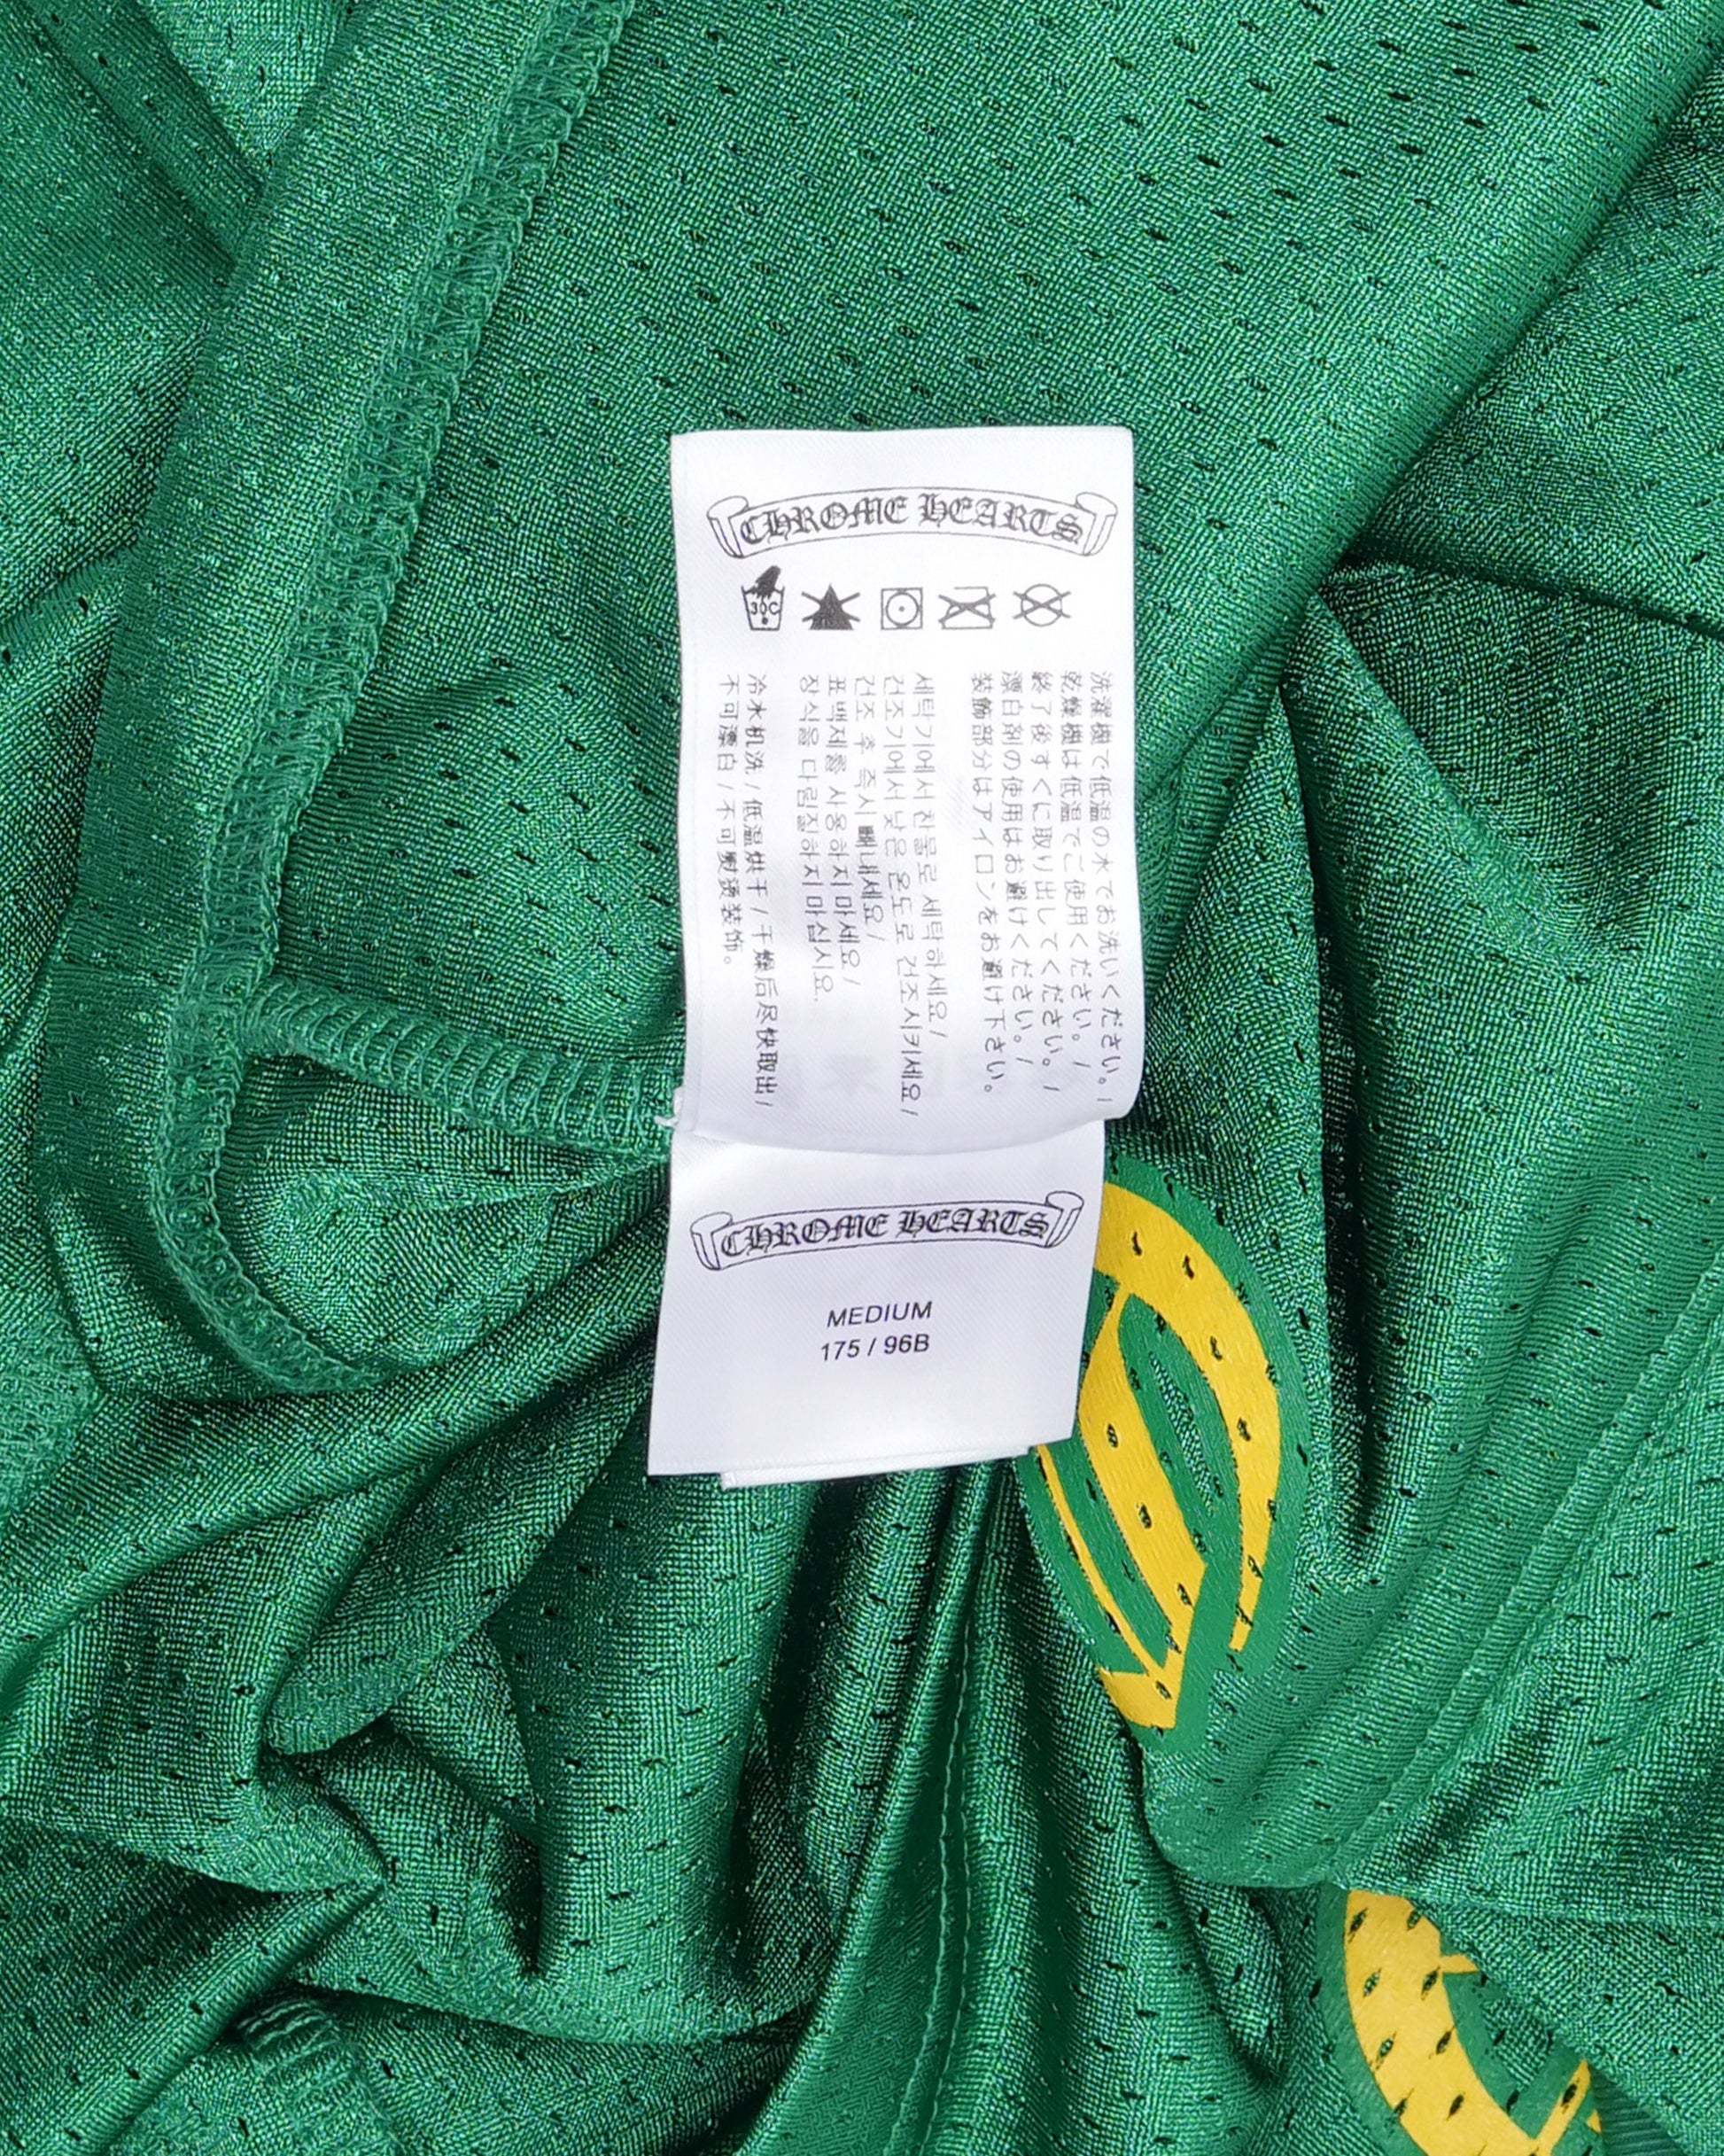 CHROME HEARTS
30C
洗濯機で低温の水でお洗いください。/
乾燥機は低温でご使用ください。/
終了後すぐに取り出してください。/
漂白剤の使用はお避けください。/
装飾部分はアイロンをお避け下さい。
세탁기에서 찬물로 세탁하세요/
건조기에서 낮은 온도로 건조시키세요/
건조 후 즉시 빼내세요/
표백제를 사용하지 마세요/
장식을 다림질하지 마십시요.
冷水机洗 / 低温烘干 / 干燥后尽快取出 /
不可漂白 / 不可熨烫装饰。
CHROME HEARTS
MEDIUM
175 / 96B